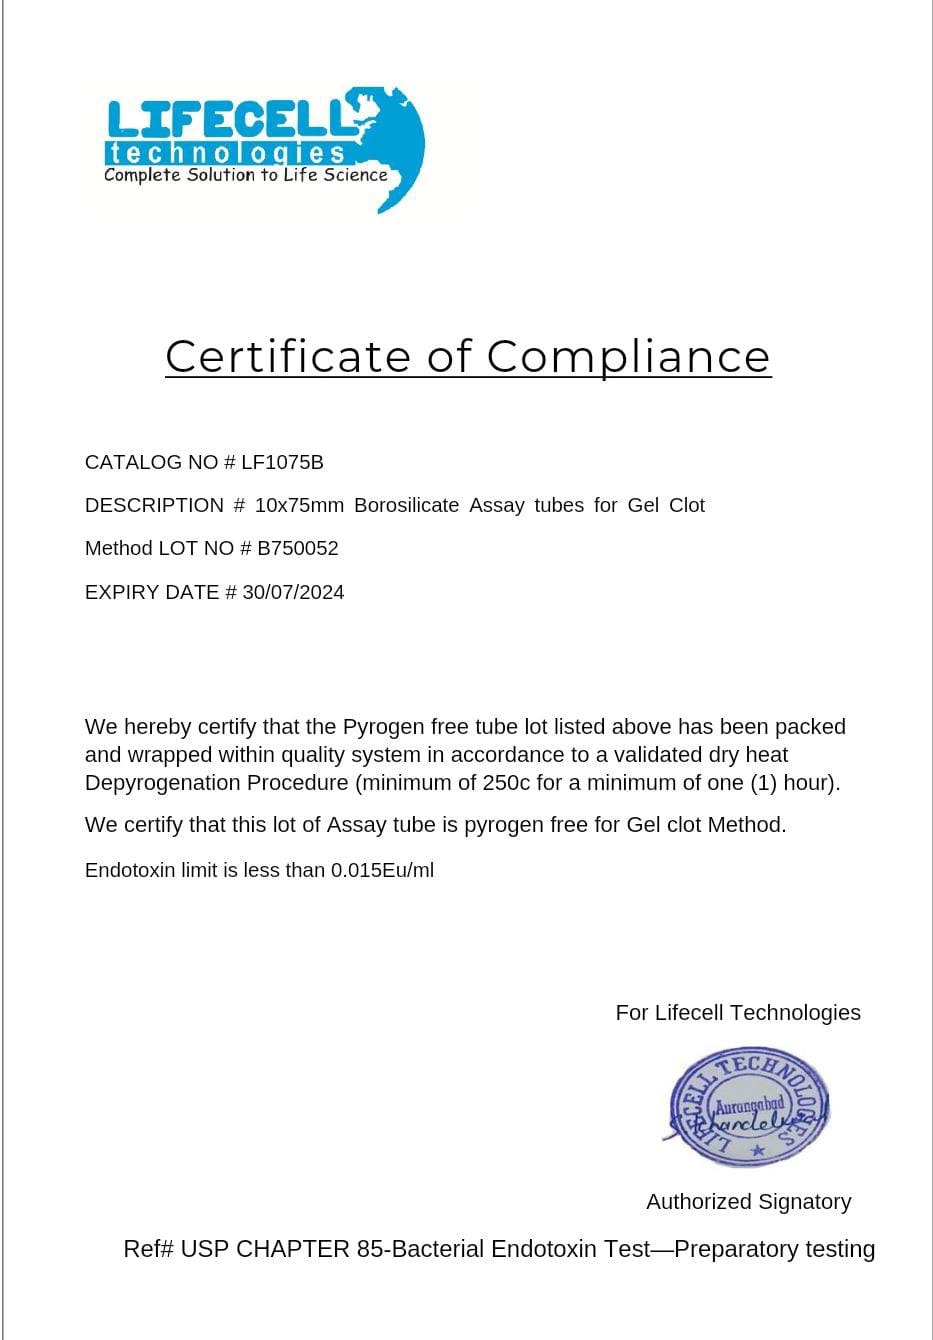 LIFECELL
technologies
Complete Solution to Life Science
Certificate of Compliance
CATALOG NO # LF1075B
DESCRIPTION # 10x75mm Borosilicate Assay tubes for Gel Clot
Method LOT NO # B750052
EXPIRY DATE # 30/07/2024
We hereby certify that the Pyrogen free tube lot listed above has been packed
and wrapped within quality system in accordance to a validated dry heat
Depyrogenation Procedure (minimum of 250c for a minimum of one (1) hour).
We certify that this lot of Assay tube is pyrogen free for Gel clot Method.
Endotoxin limit is less than 0.015Eu/ml
For Lifecell Technologies
LIFECELL TECHNOLOGIES
Aurangabad
Authorized Signatory
Ref# USP CHAPTER 85-Bacterial Endotoxin Test—Preparatory testing